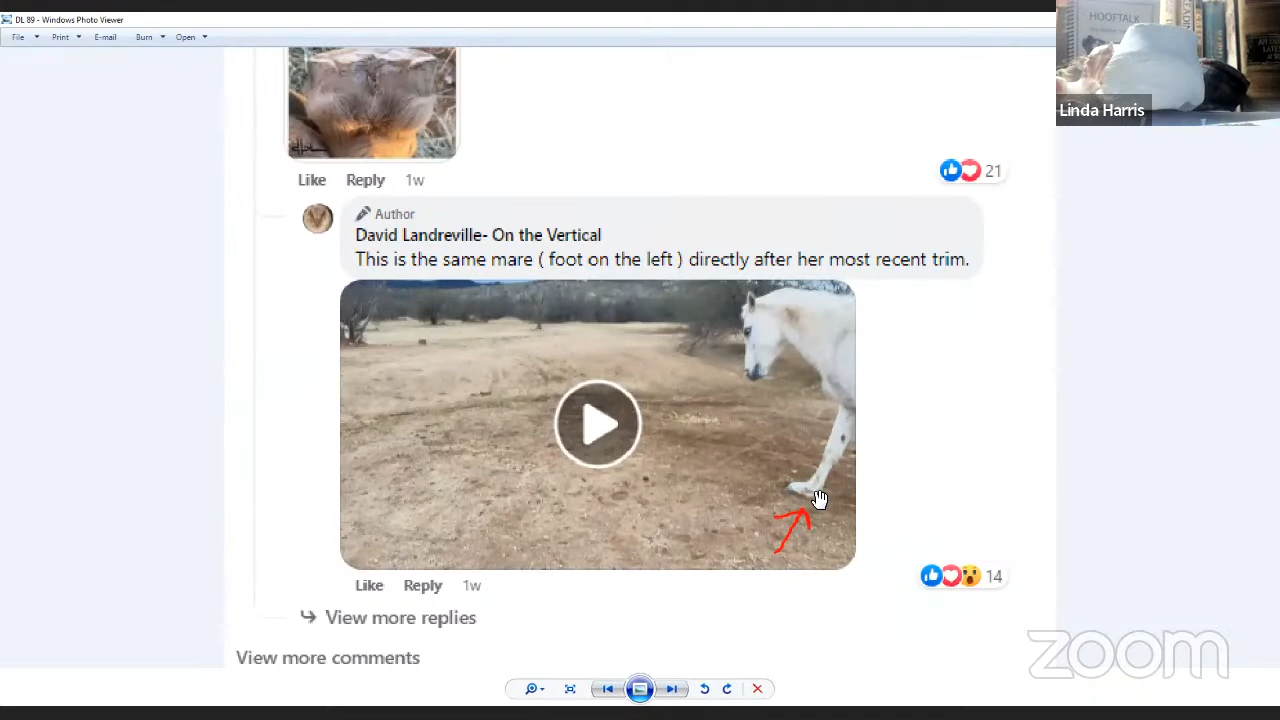 DL 89 - Windows Photo Viewer
File Print E-mail Burn Open
HOOFTALK
Linda Harris
21
Like Reply 1w
Author
David Landreville- On the Vertical
This is the same mare ( foot on the left ) directly after her most recent trim.
Like Reply 1w
14
View more replies
View more comments
zoom